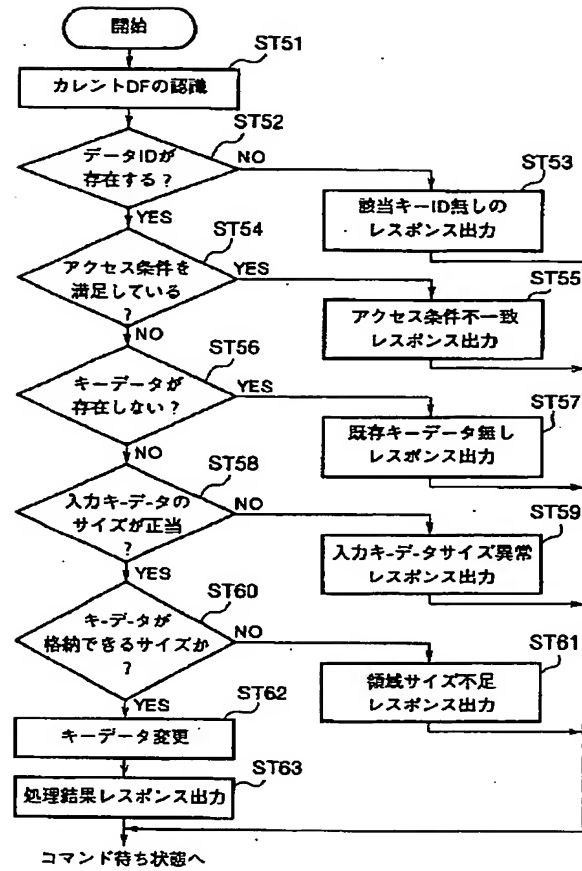 開始
ST51
カレントDFの認識
ST52
データIDが
存在する？
NO
YES
ST53
該当キーID無しの
レスポンス出力
ST54
アクセス条件を
満足している
？
YES
NO
ST55
アクセス条件不一致
レスポンス出力
ST56
キーデータが
存在しない？
YES
NO
ST57
既存キーデータ無し
レスポンス出力
ST58
入力キ-データの
サイズが正当
？
NO
YES
ST59
入力キ-データサイズ異常
レスポンス出力
ST60
キ-データが
格納できるサイズか
？
NO
YES
ST61
領域サイズ不足
レスポンス出力
ST62
キーデータ変更
ST63
処理結果レスポンス出力
コマンド待ち状態へ